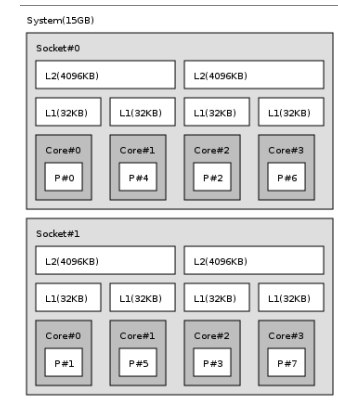 System(15GB)
Socket#0
L2(4096KB) L2(4096KB)
L1(32KB) L1(32KB) L1(32KB) L1(32KB)
Core#0 Core#1 Core#2 Core#3
P#0 P#4 P#2 P#6
Socket#1
L2(4096KB) L2(4096KB)
L1(32KB) L1(32KB) L1(32KB) L1(32KB)
Core#0 Core#1 Core#2 Core#3
P#1 P#5 P#3 P#7